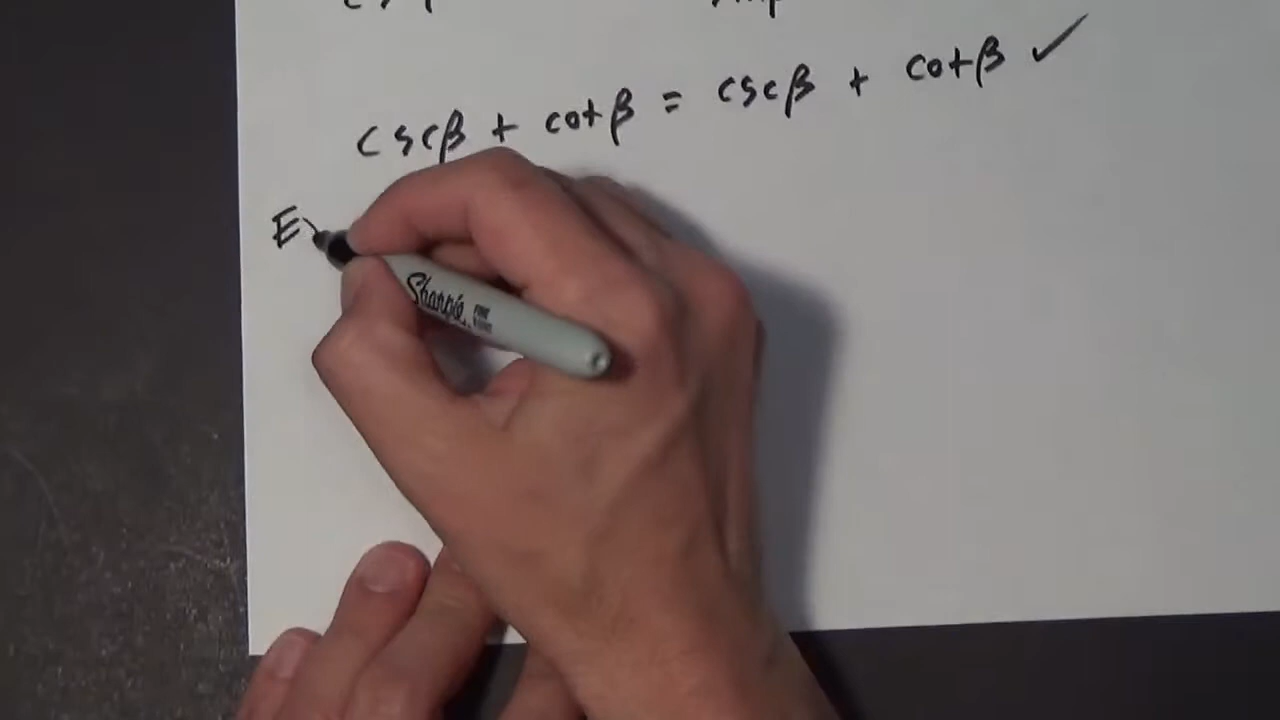 cscβ + cotβ = cscβ + cotβ ✓
E
Sharpie